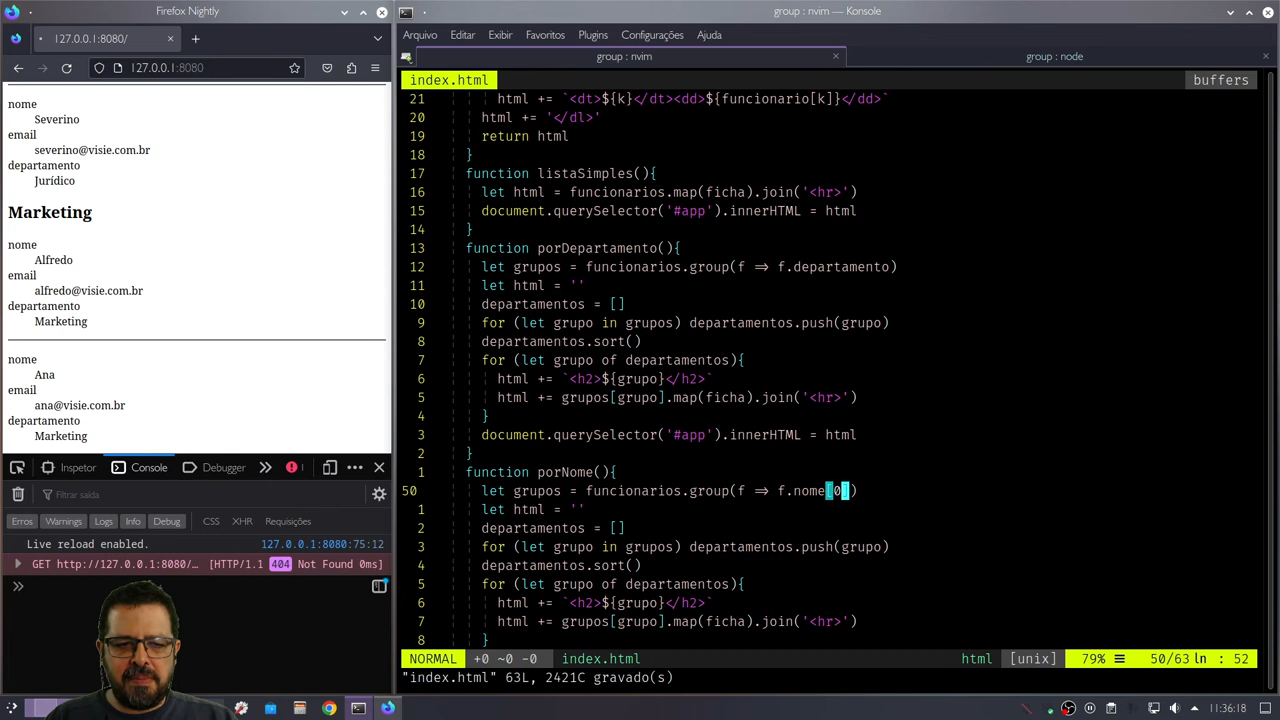 Firefox Nightly
127.0.0.1:8080/
127.0.0.1:8080
nome
Severino
email
severino@visie.com.br
departamento
Jurídico
Marketing
nome
Alfredo
email
alfredo@visie.com.br
departamento
Marketing
nome
Ana
email
ana@visie.com.br
departamento
Marketing
Inspetor Console Debugger 1
Filtrar saída
Erros Warnings Logs Info Debug CSS XHR Requisições
Live reload enabled. 127.0.0.1:8080:75:12
GET http://127.0.0.1:8080/… [HTTP/1.1 404 Not Found 0ms]
group : nvim — Konsole
Arquivo Editar Exibir Favoritos Plugins Configurações Ajuda
group : nvim group : node
index.html buffers
21 html += `<dt>${k}</dt><dd>${funcionario[k]}</dd>`
20 html += '</dl>'
19 return html
18 }
17 function listaSimples(){
16 let html = funcionarios.map(ficha).join('<hr>')
15 document.querySelector('#app').innerHTML = html
14 }
13 function porDepartamento(){
12 let grupos = funcionarios.group(f => f.departamento)
11 let html = ''
10 departamentos = []
9 for (let grupo in grupos) departamentos.push(grupo)
8 departamentos.sort()
7 for (let grupo of departamentos){
6 html += `<h2>${grupo}</h2>`
5 html += grupos[grupo].map(ficha).join('<hr>')
4 }
3 document.querySelector('#app').innerHTML = html
2 }
1 function porNome(){
50 let grupos = funcionarios.group(f => f.nome[0])
1 let html = ''
2 departamentos = []
3 for (let grupo in grupos) departamentos.push(grupo)
4 departamentos.sort()
5 for (let grupo of departamentos){
6 html += `<h2>${grupo}</h2>`
7 html += grupos[grupo].map(ficha).join('<hr>')
8 }
NORMAL +0 ~0 -0 index.html html [unix] 79% ☰ 50/63 ㏑ : 52
"index.html" 63L, 2421C gravado(s)
11:36:18